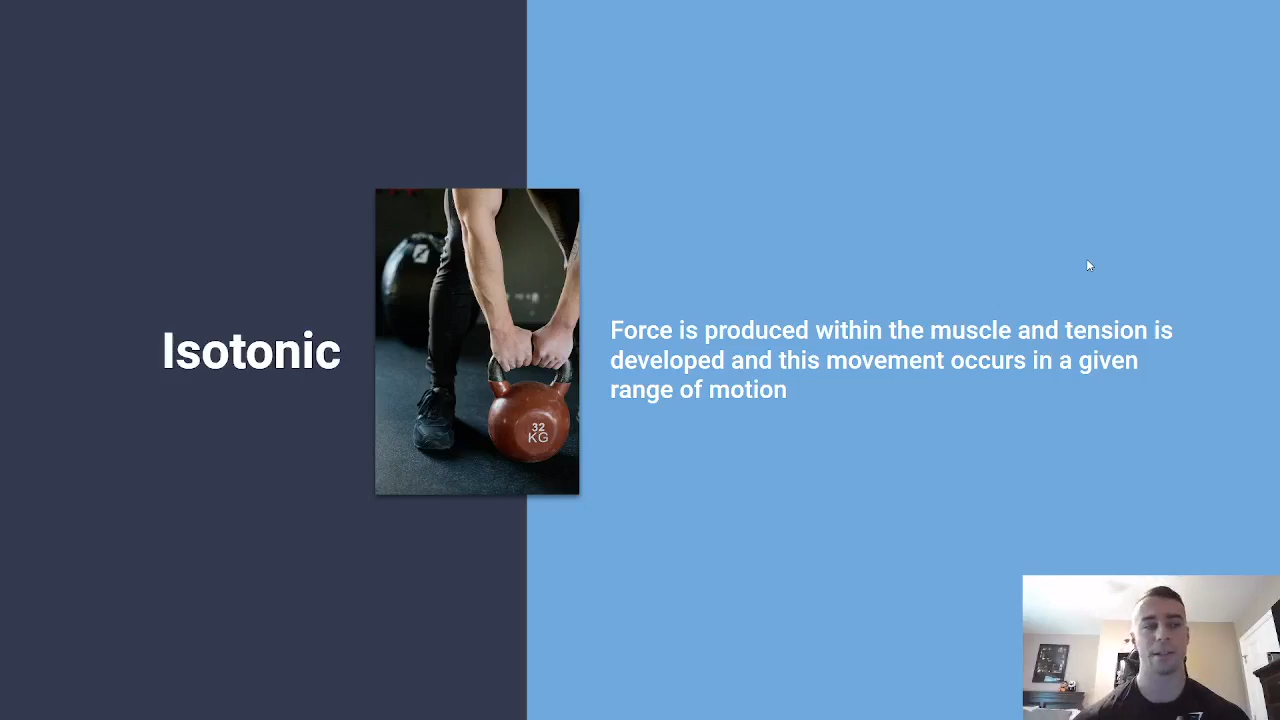 Isotonic
32
KG
Force is produced within the muscle and tension is
developed and this movement occurs in a given
range of motion